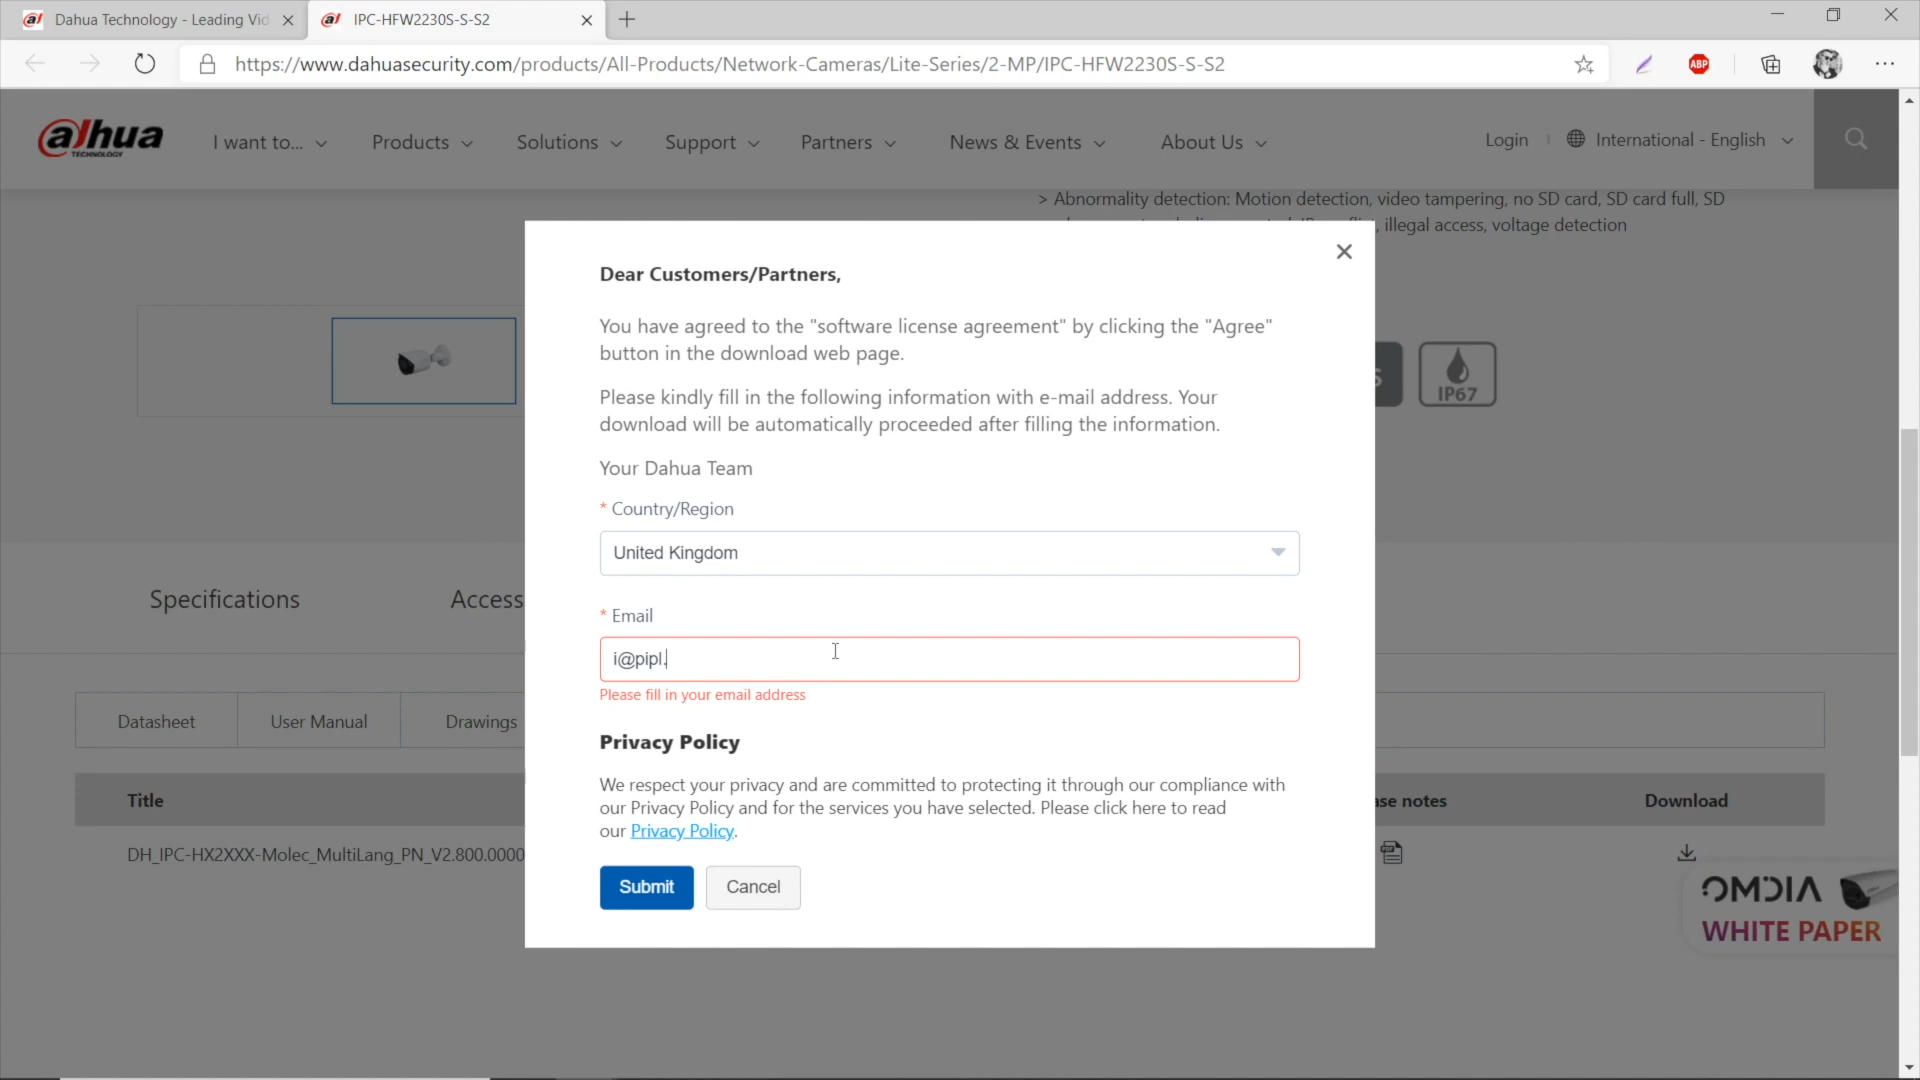 Dahua Technology - Leading Vid
IPC-HFW2230S-S-S2
https://www.dahuasecurity.com/products/All-Products/Network-Cameras/Lite-Series/2-MP/IPC-HFW2230S-S-S2
ABP
alhua
TECHNOLOGY
I want to...
Products
Solutions
Support
Partners
News & Events
About Us
Login
International - English
> Abnormality detection: Motion detection, video tampering, no SD card, SD card full, SD
, illegal access, voltage detection
Dear Customers/Partners,
You have agreed to the "software license agreement" by clicking the "Agree"
button in the download web page.
Please kindly fill in the following information with e-mail address. Your
download will be automatically proceeded after filling the information.
Your Dahua Team
* Country/Region
United Kingdom
* Email
i@pipl.
Please fill in your email address
Privacy Policy
We respect your privacy and are committed to protecting it through our compliance with
our Privacy Policy and for the services you have selected. Please click here to read
our Privacy Policy.
Submit
Cancel
S
IP67
Specifications
Access
Datasheet
User Manual
Drawings
Title
ase notes
Download
DH_IPC-HX2XXX-Molec_MultiLang_PN_V2.800.0000
OMDIA
WHITE PAPER